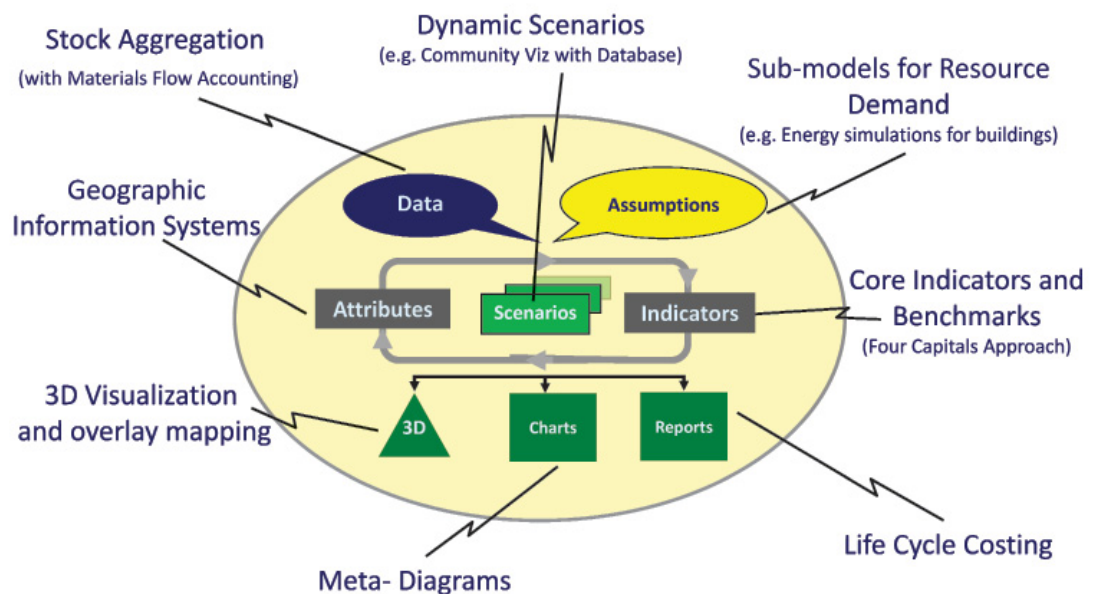 Dynamic Scenarios
(e.g. Community Viz with Database)
Stock Aggregation
(with Materials Flow Accounting)
Sub-models for Resource
Demand
(e.g. Energy simulations for buildings)
Geographic
Information Systems
Data
Assumptions
Attributes
Scenarios
Indicators
Core Indicators and
Benchmarks
(Four Capitals Approach)
3D Visualization
and overlay mapping
3D
Charts
Reports
Life Cycle Costing
Meta- Diagrams